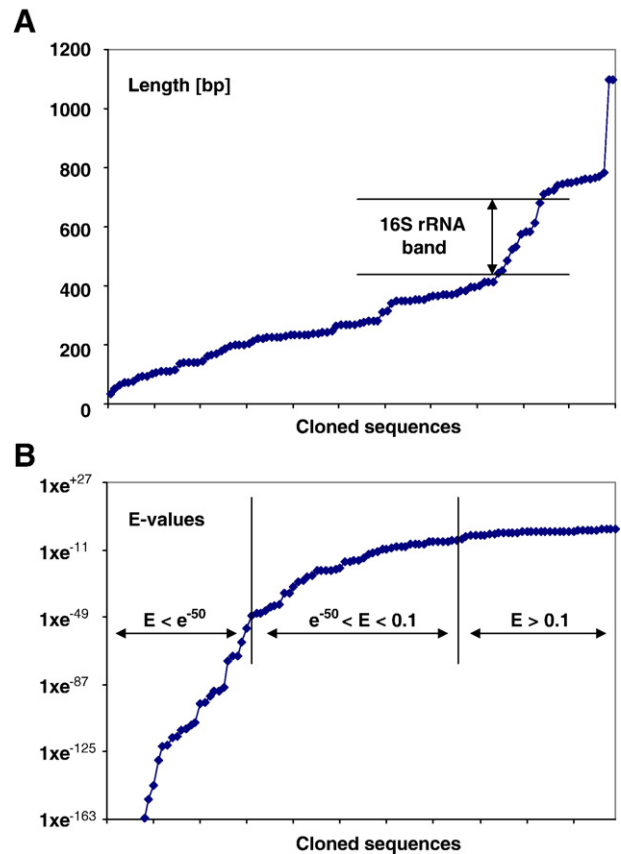 A
1200
Length [bp]
1000
800
16S rRNA
band
600
400
200
0
Cloned sequences
B
1xe+27
E-values
1xe-11
1xe-49
E < e-50
e-50 < E < 0.1
E > 0.1
1xe-87
1xe-125
1xe-163
Cloned sequences